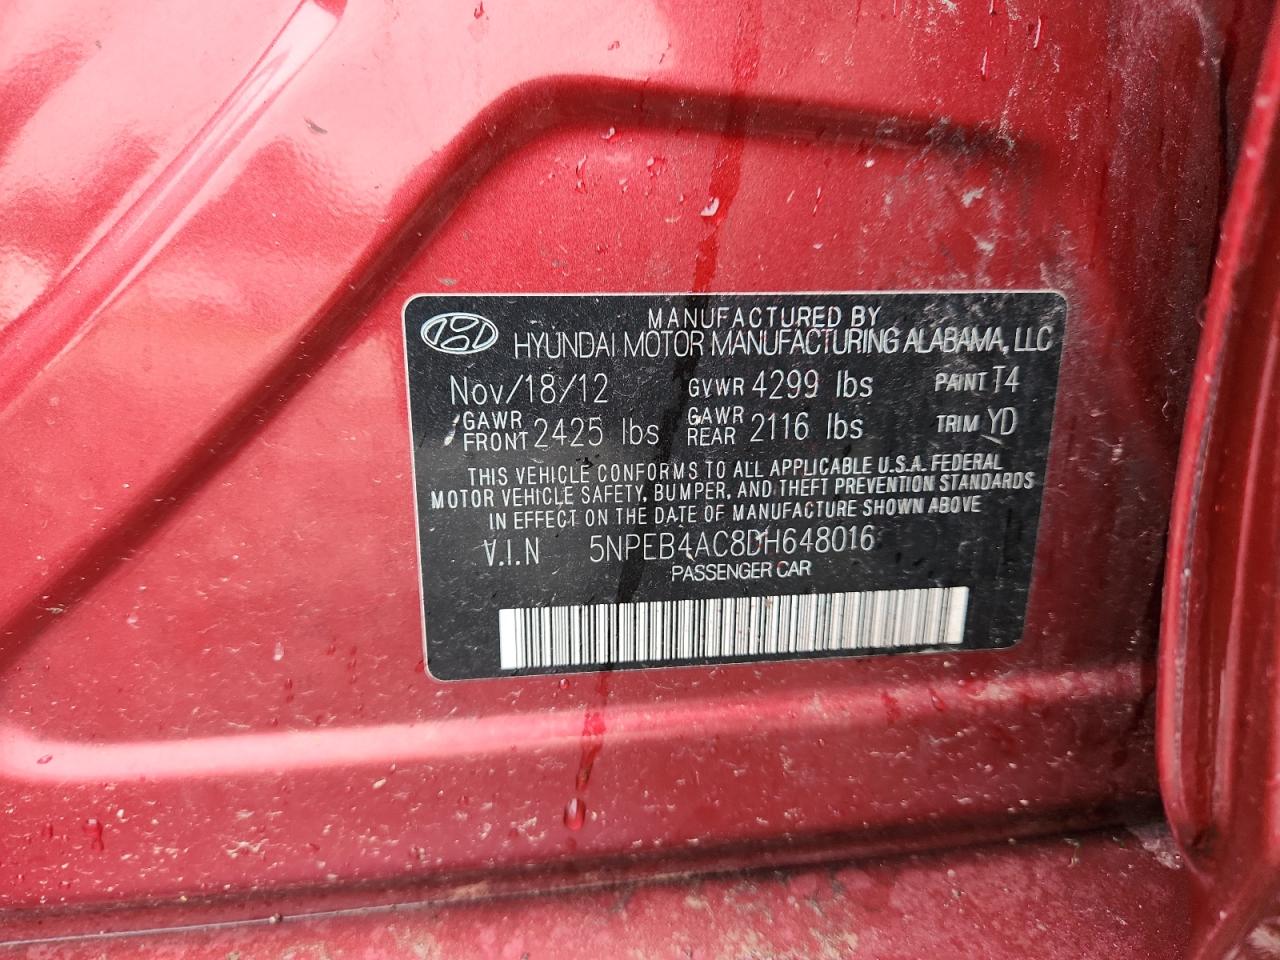 MANUFACTURED BY
HYUNDAI MOTOR MANUFACTURING ALABAMA, LLC
Nov/18/12 GVWR 4299 lbs PAINT T4
GAWR FRONT 2425 lbs GAWR REAR 2116 lbs TRIM YD
THIS VEHICLE CONFORMS TO ALL APPLICABLE U.S.A. FEDERAL
MOTOR VEHICLE SAFETY, BUMPER, AND THEFT PREVENTION STANDARDS
IN EFFECT ON THE DATE OF MANUFACTURE SHOWN ABOVE
V.I.N 5NPEB4AC8DH648016
PASSENGER CAR